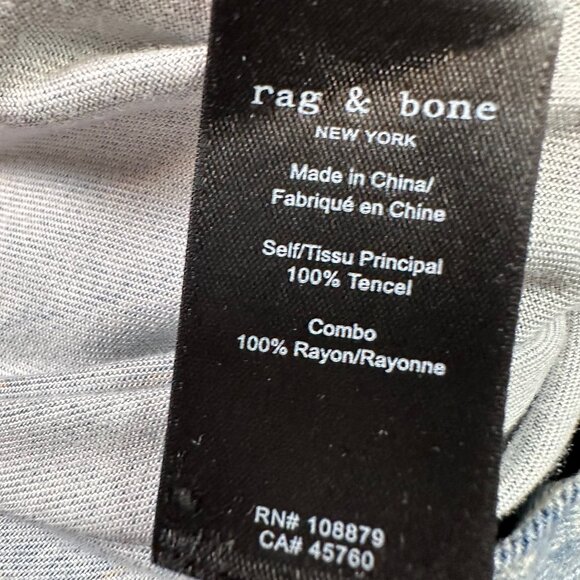 rag & bone
NEW YORK
Made in China/
Fabriqué en Chine
Self/Tissu Principal
100% Tencel
Combo
100% Rayon/Rayonne
RN# 108879
CA# 45760